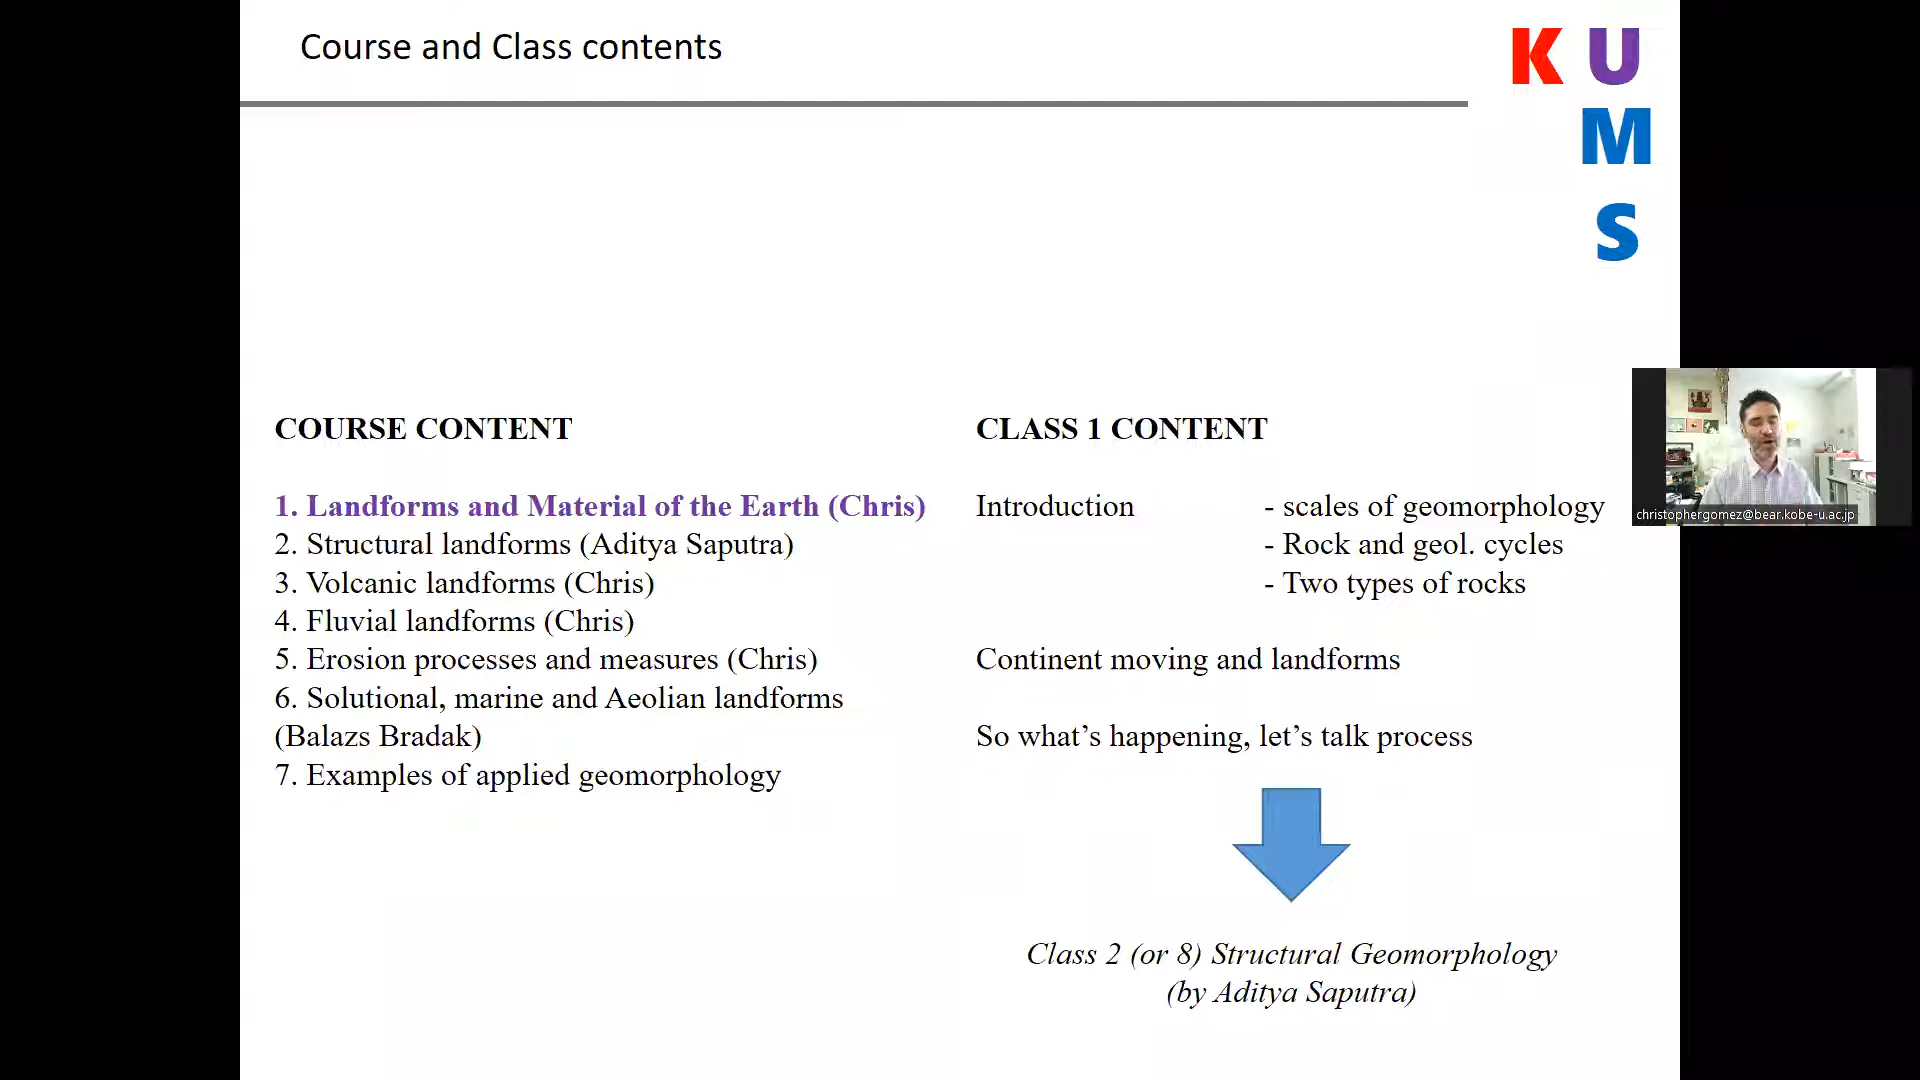 Course and Class contents
K U
M
S
COURSE CONTENT
1. Landforms and Material of the Earth (Chris)
2. Structural landforms (Aditya Saputra)
3. Volcanic landforms (Chris)
4. Fluvial landforms (Chris)
5. Erosion processes and measures (Chris)
6. Solutional, marine and Aeolian landforms
(Balazs Bradak)
7. Examples of applied geomorphology
CLASS 1 CONTENT
Introduction - scales of geomorphology
- Rock and geol. cycles
- Two types of rocks
Continent moving and landforms
So what’s happening, let’s talk process
Class 2 (or 8) Structural Geomorphology
(by Aditya Saputra)
christophergomez@bear.kobe-u.ac.jp